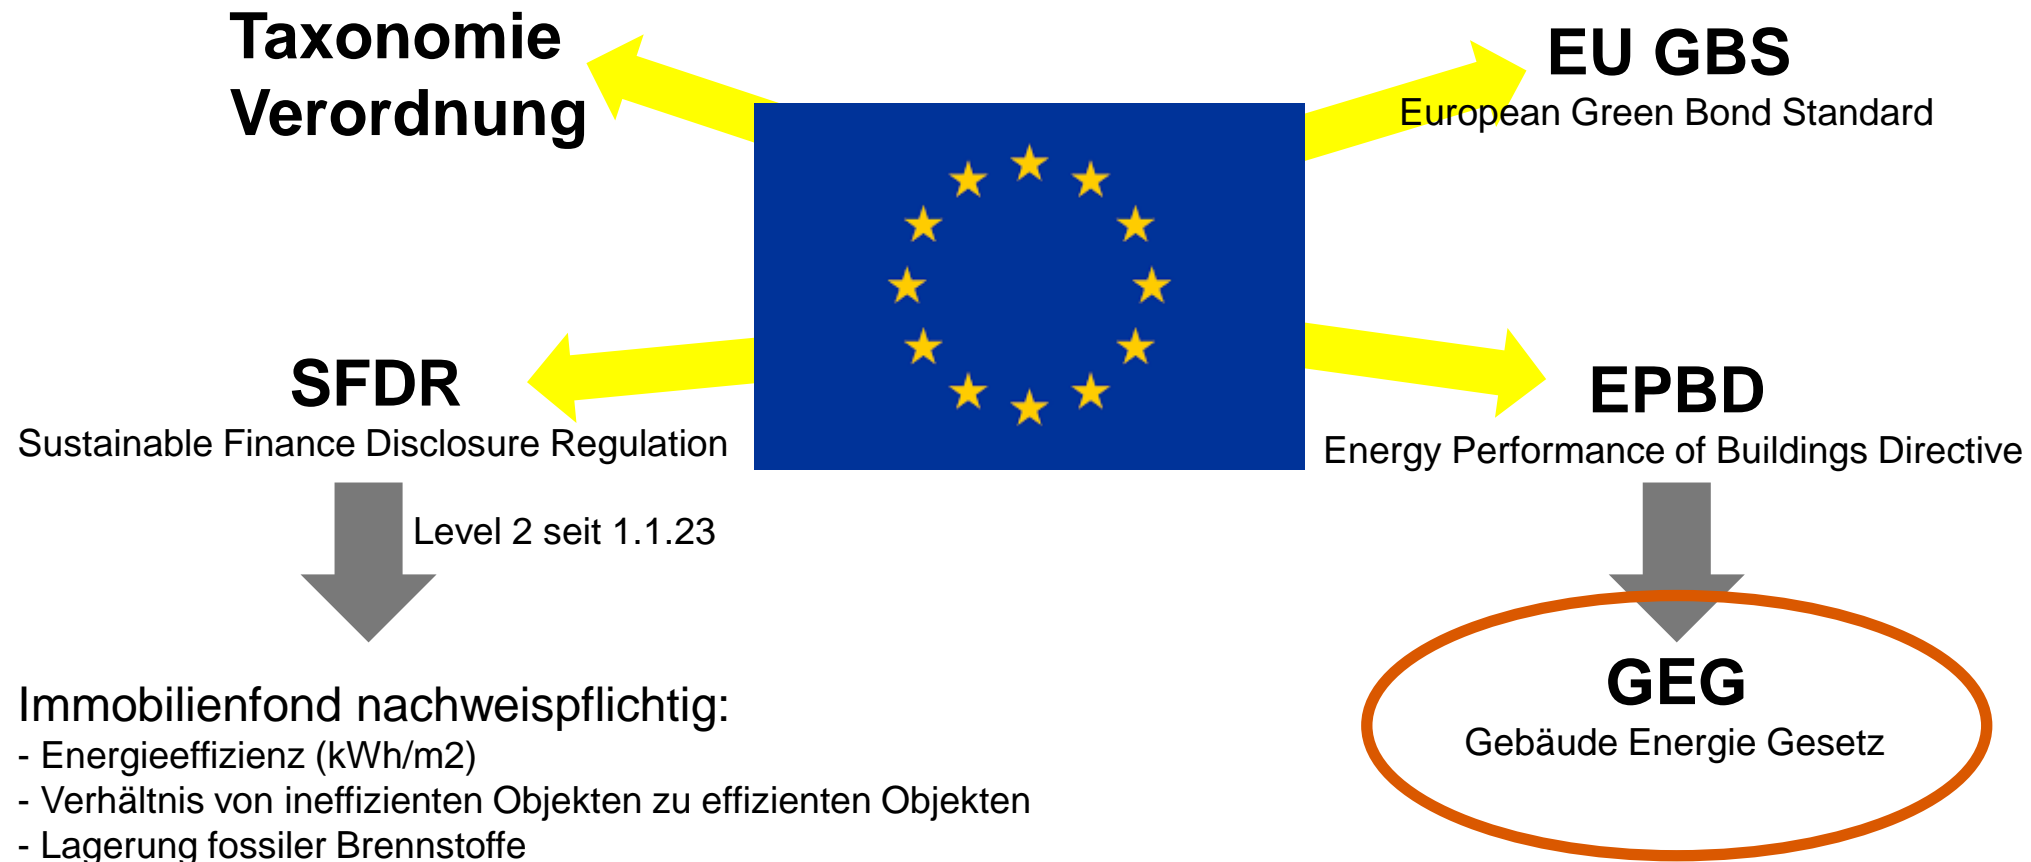 Taxonomie
Verordnung
EU GBS
European Green Bond Standard
SFDR
Sustainable Finance Disclosure Regulation
EPBD
Energy Performance of Buildings Directive
Level 2 seit 1.1.23
Immobilienfond nachweispflichtig:
- Energieeffizienz (kWh/m2)
- Verhältnis von ineffizienten Objekten zu effizienten Objekten
- Lagerung fossiler Brennstoffe
GEG
Gebäude Energie Gesetz